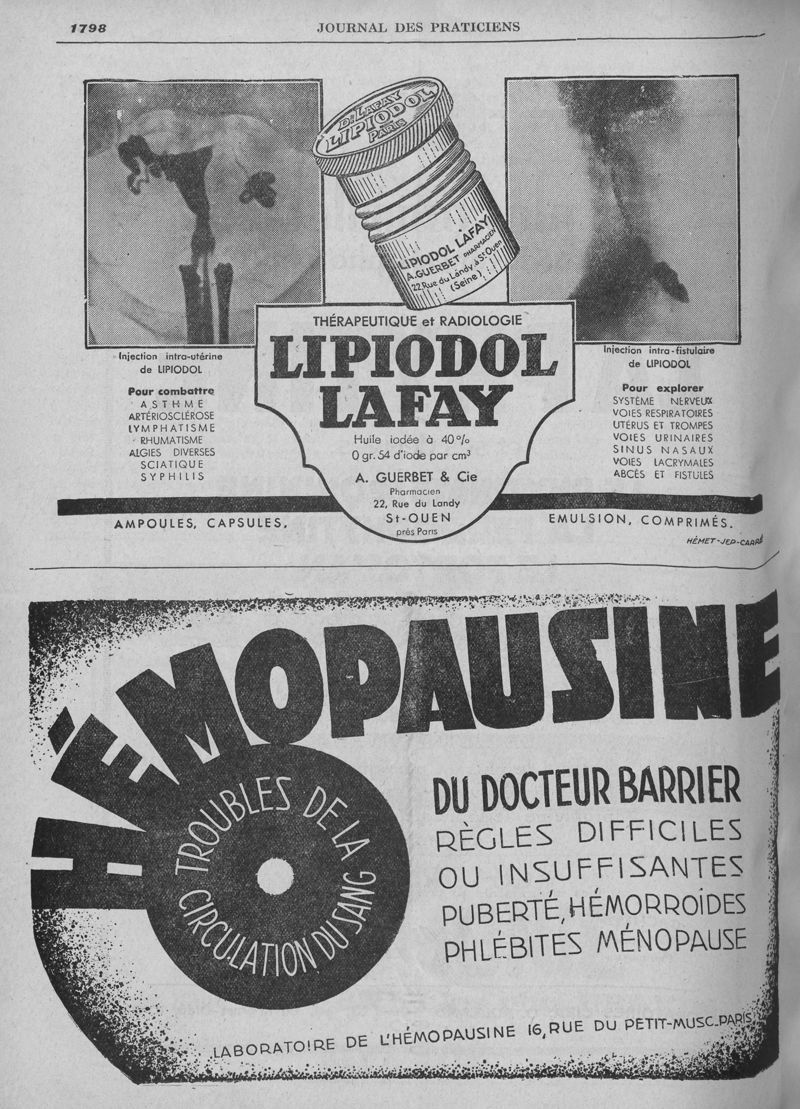 1798
JOURNAL DES PRATICIENS
Dr LAFAY
LIPIODOL
PARIS
LIPIODOL LAFAY
A. GUERBET PHARMACIEN
22, Rue du Landy à St Ouen
(Seine)
Injection intra-utérine
de LIPIODOL
Pour combattre
ASTHME
ARTÉRIOSCLÉROSE
LYMPHATISME
RHUMATISME
ALGIES DIVERSES
SCIATIQUE
SYPHILIS
THÉRAPEUTIQUE et RADIOLOGIE
LIPIODOL
LAFAY
Huile iodée à 40%
0 gr. 54 d'iode par cm³
A. GUERBET & Cie
Pharmacien
22, Rue du Landy
St-OUEN
près Paris
Injection intra-fistulaire
de LIPIODOL
Pour explorer
SYSTÈME NERVEUX
VOIES RESPIRATOIRES
UTÉRUS ET TROMPES
VOIES URINAIRES
SINUS NASAUX
VOIES LACRYMALES
ABCÈS ET FISTULES
AMPOULES, CAPSULES,
EMULSION, COMPRIMÉS.
HÉMET-JEP-CARRÉ
HÉMOPAUSINE
TROUBLES DE LA
CIRCULATION DU SANG
DU DOCTEUR BARRIER
RÈGLES DIFFICILES
OU INSUFFISANTES
PUBERTÉ, HÉMORROÏDES
PHLÉBITES MÉNOPAUSE
LABORATOIRE DE L'HÉMOPAUSINE 16, RUE DU PETIT-MUSC_PARIS